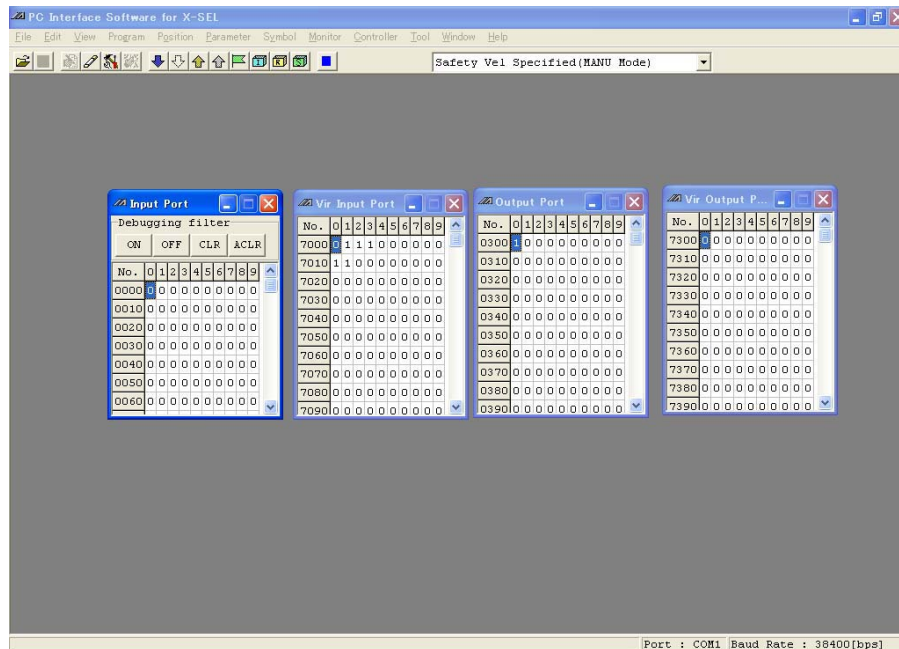 PC Interface Software for X-SEL
File Edit View Program Position Parameter Symbol Monitor Controller Tool Window Help
Safety Vel Specified(MANU Mode)
Input Port
Debugging filter
ON OFF CLR ACLR
No. 0 1 2 3 4 5 6 7 8 9
0000 0 0 0 0 0 0 0 0 0 0
0010 0 0 0 0 0 0 0 0 0 0
0020 0 0 0 0 0 0 0 0 0 0
0030 0 0 0 0 0 0 0 0 0 0
0040 0 0 0 0 0 0 0 0 0 0
0050 0 0 0 0 0 0 0 0 0 0
0060 0 0 0 0 0 0 0 0 0 0
Vir Input Port
No. 0 1 2 3 4 5 6 7 8 9
7000 0 1 1 1 0 0 0 0 0 0
7010 1 1 0 0 0 0 0 0 0 0
7020 0 0 0 0 0 0 0 0 0 0
7030 0 0 0 0 0 0 0 0 0 0
7040 0 0 0 0 0 0 0 0 0 0
7050 0 0 0 0 0 0 0 0 0 0
7060 0 0 0 0 0 0 0 0 0 0
7070 0 0 0 0 0 0 0 0 0 0
7080 0 0 0 0 0 0 0 0 0 0
7090 0 0 0 0 0 0 0 0 0 0
Output Port
No. 0 1 2 3 4 5 6 7 8 9
0300 1 0 0 0 0 0 0 0 0 0
0310 0 0 0 0 0 0 0 0 0 0
0320 0 0 0 0 0 0 0 0 0 0
0330 0 0 0 0 0 0 0 0 0 0
0340 0 0 0 0 0 0 0 0 0 0
0350 0 0 0 0 0 0 0 0 0 0
0360 0 0 0 0 0 0 0 0 0 0
0370 0 0 0 0 0 0 0 0 0 0
0380 0 0 0 0 0 0 0 0 0 0
0390 0 0 0 0 0 0 0 0 0 0
Vir Output P...
No. 0 1 2 3 4 5 6 7 8 9
7300 0 0 0 0 0 0 0 0 0 0
7310 0 0 0 0 0 0 0 0 0 0
7320 0 0 0 0 0 0 0 0 0 0
7330 0 0 0 0 0 0 0 0 0 0
7340 0 0 0 0 0 0 0 0 0 0
7350 0 0 0 0 0 0 0 0 0 0
7360 0 0 0 0 0 0 0 0 0 0
7370 0 0 0 0 0 0 0 0 0 0
7380 0 0 0 0 0 0 0 0 0 0
7390 0 0 0 0 0 0 0 0 0 0
Port : COM1 Baud Rate : 38400[bps]